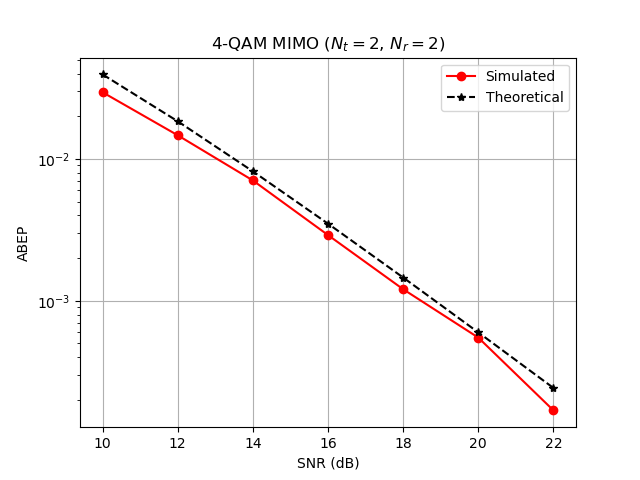 4-QAM MIMO ($N_t = 2$, $N_r = 2$)
Simulated
Theoretical
ABEP
10⁻²
10⁻³
10 12 14 16 18 20 22
SNR (dB)